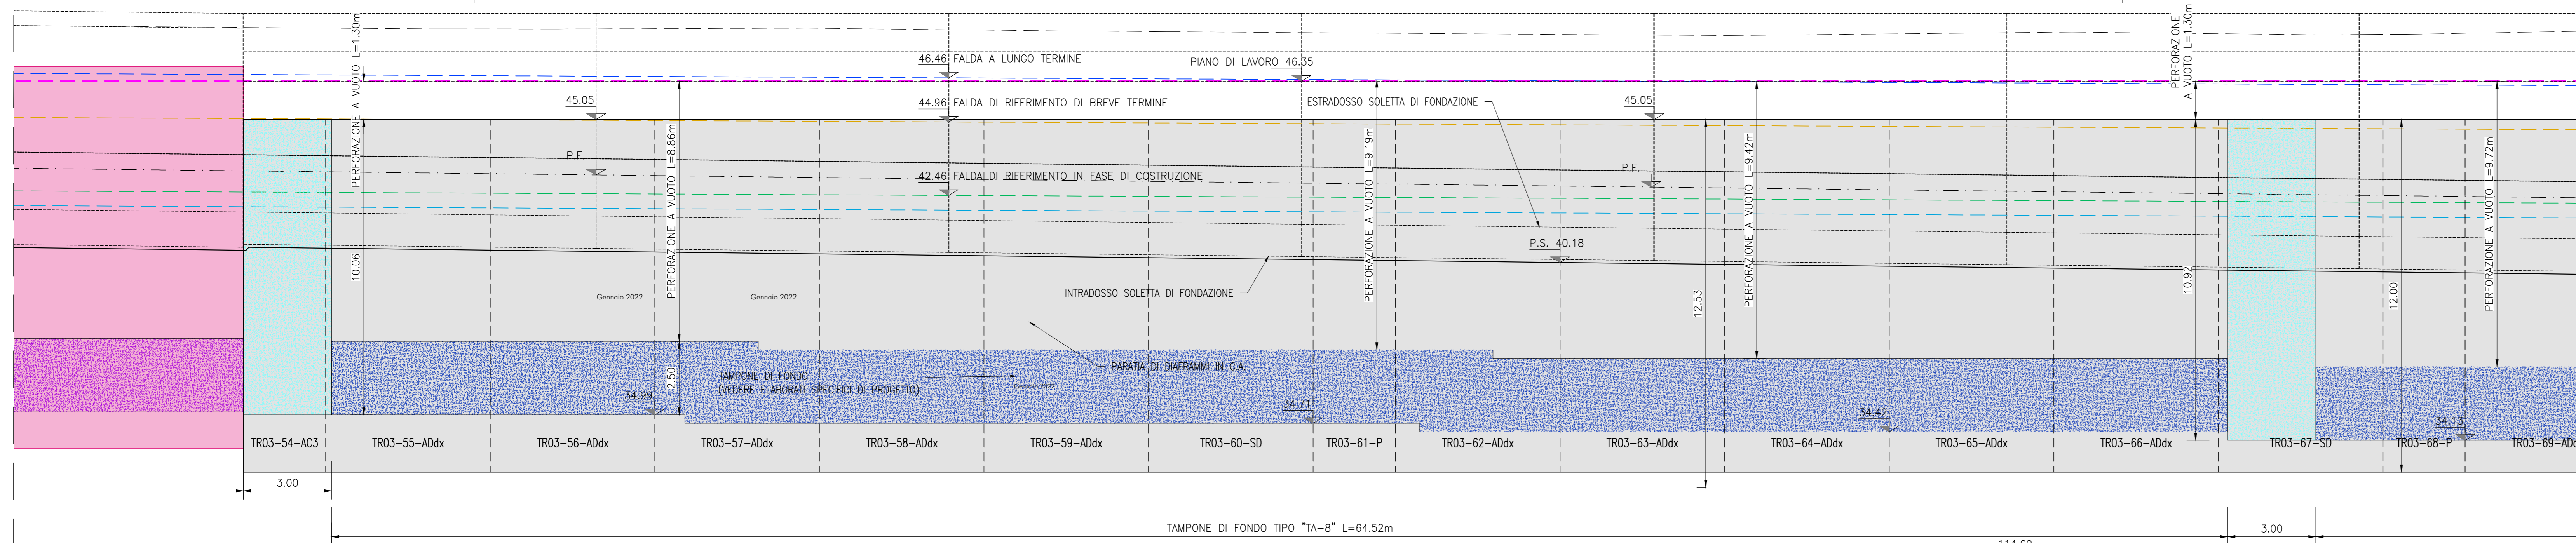 PERFORAZIONE A VUOTO L=1.30m
46.46 FALDA A LUNGO TERMINE
PIANO DI LAVORO 46.35
PERFORAZIONE
A VUOTO L=1.30m
45.05
44.96 FALDA DI RIFERIMENTO DI BREVE TERMINE
ESTRADOSSO SOLETTA DI FONDAZIONE
45.05
P.F.
PERFORAZIONE A VUOTO L=8.86m
42.46 FALDA DI RIFERIMENTO IN FASE DI COSTRUZIONE
PERFORAZIONE A VUOTO L=9.19m
P.F.
PERFORAZIONE A VUOTO L=9.42m
PERFORAZIONE A VUOTO L=9.72m
P.S. 40.18
10.06
10.92
12.53
12.00
Gennaio 2022
Gennaio 2022
INTRADOSSO SOLETTA DI FONDAZIONE
PARATIA DI DIAFRAMMI IN C.A.
2.50
TAMPONE DI FONDO
(VEDERE ELABORATI SPECIFICI DI PROGETTO)
Gennaio 2022
34.99
34.71
34.42
34.13
TR03-54-AC3
TR03-55-ADdx
TR03-56-ADdx
TR03-57-ADdx
TR03-58-ADdx
TR03-59-ADdx
TR03-60-SD
TR03-61-P
TR03-62-ADdx
TR03-63-ADdx
TR03-64-ADdx
TR03-65-ADdx
TR03-66-ADdx
TR03-67-SD
TR03-68-P
TR03-69-ADd
3.00
TAMPONE DI FONDO TIPO "TA-8" L=64.52m
3.00